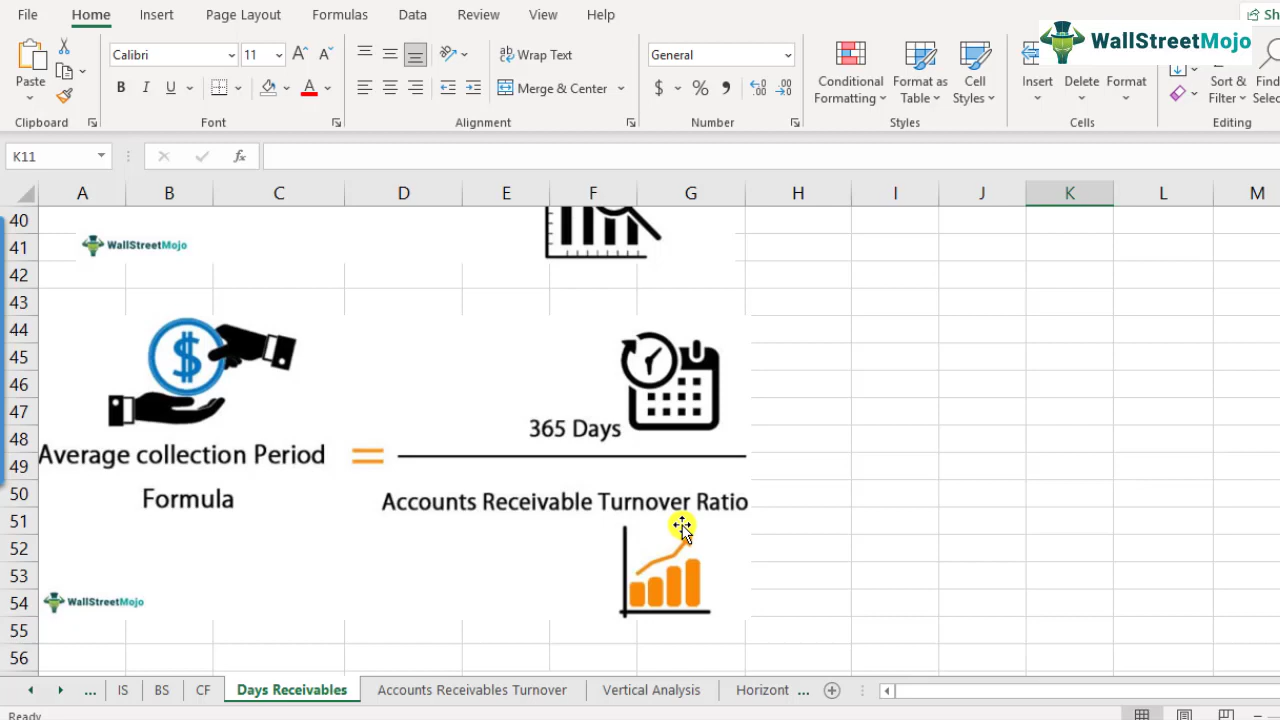 File Home Insert Page Layout Formulas Data Review View Help
WallStreetMojo
Paste
Calibri 11
Wrap Text
General
Conditional Formatting
Format as Table
Cell Styles
Insert Delete Format
Sort & Filter
B I U A
Merge & Center
$ % ,
Clipboard Font Alignment Number Styles Cells Editing
K11 fx
A B C D E F G H I J K L M
40
41 WallStreetMojo
42
43
44
45
46
47
48 365 Days
49 Average collection Period =
50 Formula Accounts Receivable Turnover Ratio
51
52
53
54 WallStreetMojo
55
56
... IS BS CF Days Receivables Accounts Receivables Turnover Vertical Analysis Horizont ...
Ready